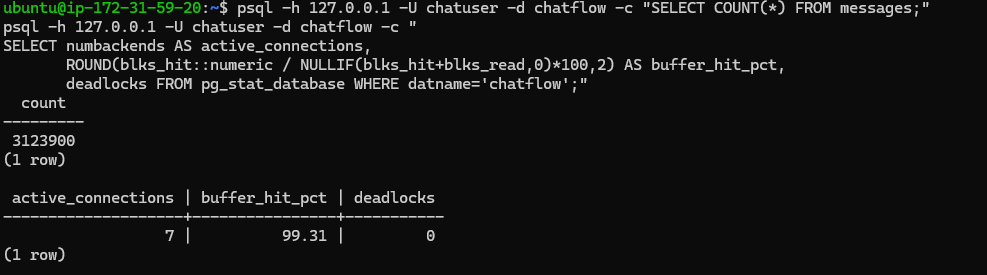 ubuntu@ip-172-31-59-20:~$ psql -h 127.0.0.1 -U chatuser -d chatflow -c "SELECT COUNT(*) FROM messages;"
psql -h 127.0.0.1 -U chatuser -d chatflow -c "
SELECT numbackends AS active_connections,
       ROUND(blks_hit::numeric / NULLIF(blks_hit+blks_read,0)*100,2) AS buffer_hit_pct,
       deadlocks FROM pg_stat_database WHERE datname='chatflow';"
  count
---------
 3123900
(1 row)

 active_connections | buffer_hit_pct | deadlocks
--------------------+----------------+-----------
                  7 |          99.31 |         0
(1 row)